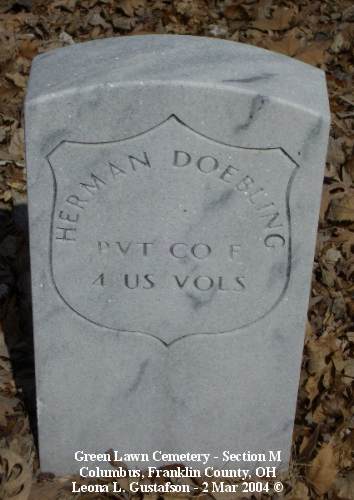 HERMAN DOEBLING
PVT CO F
4 US VOLS
Green Lawn Cemetery - Section M
Columbus, Franklin County, OH
Leona L. Gustafson - 2 Mar 2004 ©